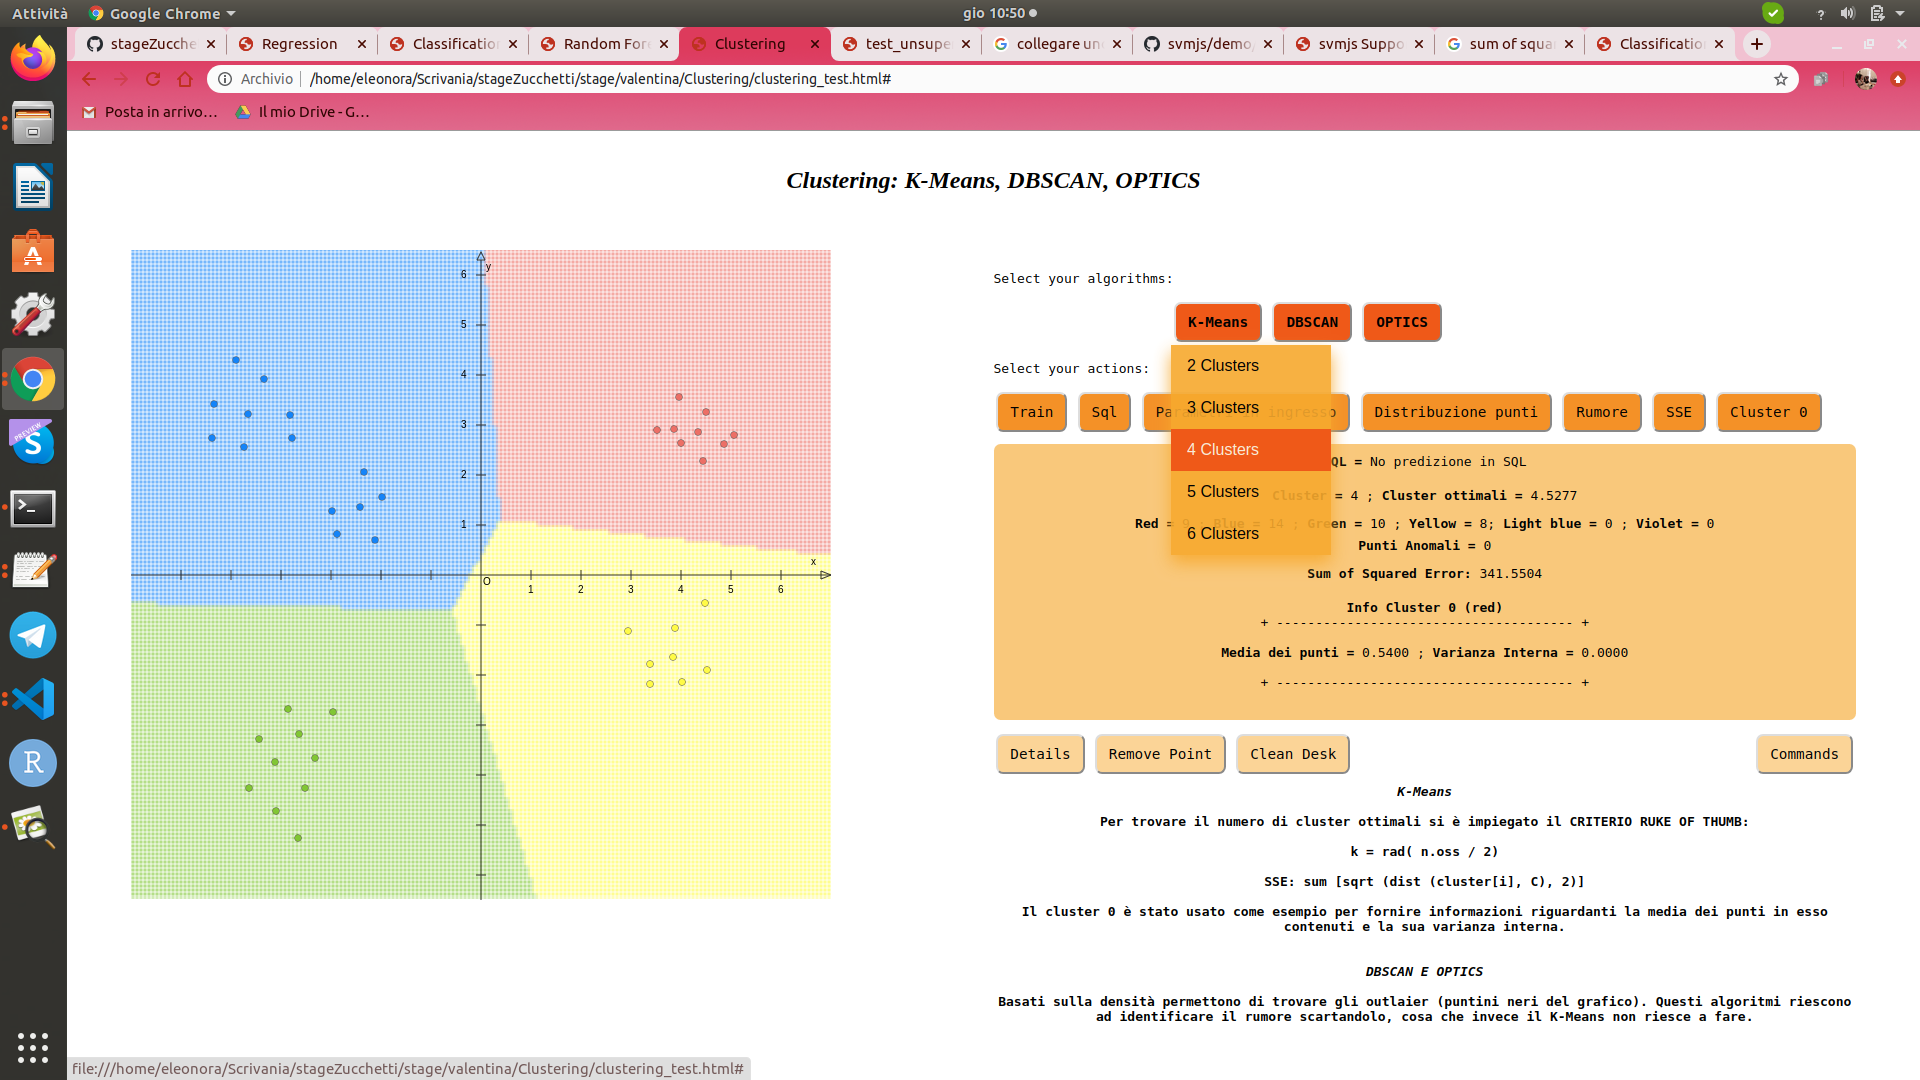 Attività Google Chrome gio 10:50
stageZucche Regression Classification Random For Clustering test_unsupe collegare un svmjs/demo svmjs Suppo sum of squa Classification
Archivio /home/eleonora/Scrivania/stageZucchetti/stage/valentina/Clustering/clustering_test.html#
Posta in arrivo… Il mio Drive - G…
Clustering: K-Means, DBSCAN, OPTICS
y
6
5
4
3
2
1
x
O
1 2 3 4 5 6
Select your algorithms:
K-Means DBSCAN OPTICS
2 Clusters
3 Clusters
4 Clusters
5 Clusters
6 Clusters
Select your actions:
Train Sql ingresso Distribuzione punti Rumore SSE Cluster 0
QL = No predizione in SQL
Cluster = 4 ; Cluster ottimali = 4.5277
Red = 9 ; Blue = 14 ; Green = 10 ; Yellow = 8; Light blue = 0 ; Violet = 0
Punti Anomali = 0
Sum of Squared Error: 341.5504
Info Cluster 0 (red)
+ -------------------------------------- +
Media dei punti = 0.5400 ; Varianza Interna = 0.0000
+ -------------------------------------- +
Details Remove Point Clean Desk Commands
K-Means
Per trovare il numero di cluster ottimali si è impiegato il CRITERIO RUKE OF THUMB:
k = rad( n.oss / 2)
SSE: sum [sqrt (dist (cluster[i], C), 2)]
Il cluster 0 è stato usato come esempio per fornire informazioni riguardanti la media dei punti in esso
contenuti e la sua varianza interna.
DBSCAN E OPTICS
Basati sulla densità permettono di trovare gli outlaier (puntini neri del grafico). Questi algoritmi riescono
ad identificare il rumore scartandolo, cosa che invece il K-Means non riesce a fare.
file:///home/eleonora/Scrivania/stageZucchetti/stage/valentina/Clustering/clustering_test.html#